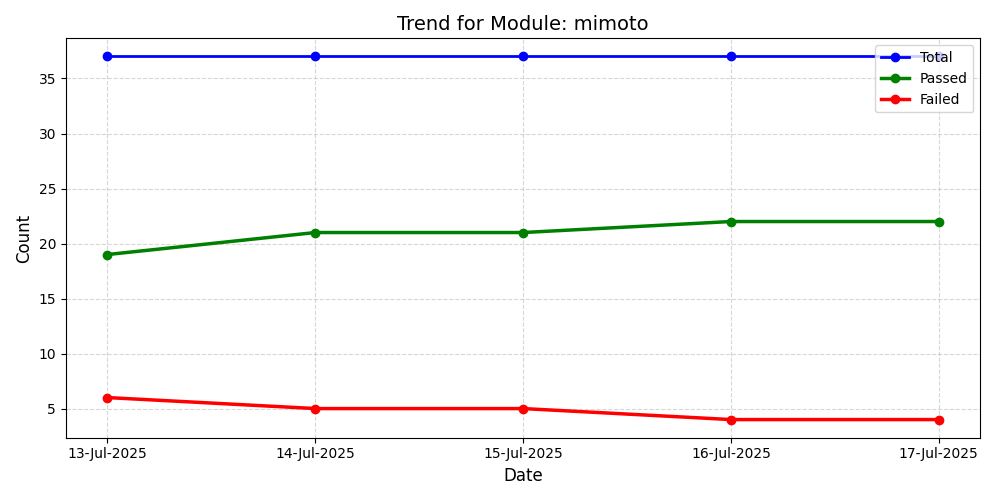 Trend for Module: mimoto
Total
Passed
Failed
Count
35
30
25
20
15
10
5
13-Jul-2025
14-Jul-2025
15-Jul-2025
16-Jul-2025
17-Jul-2025
Date